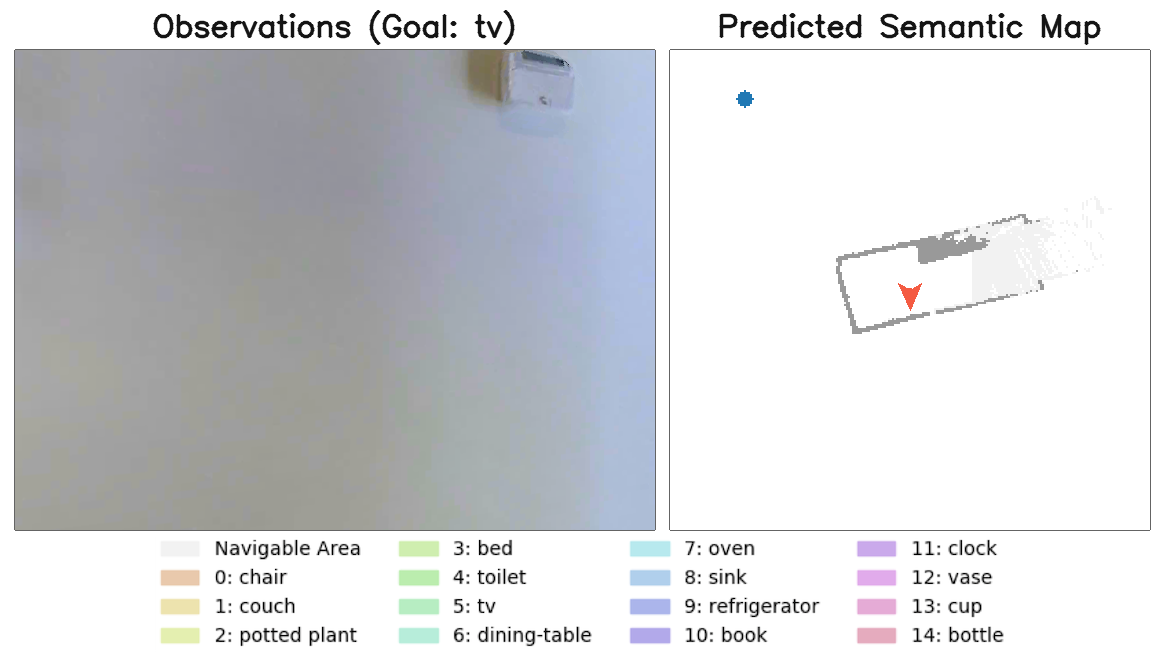 Observations (Goal: tv)
Predicted Semantic Map
Navigable Area
0: chair
1: couch
2: potted plant
3: bed
4: toilet
5: tv
6: dining-table
7: oven
8: sink
9: refrigerator
10: book
11: clock
12: vase
13: cup
14: bottle